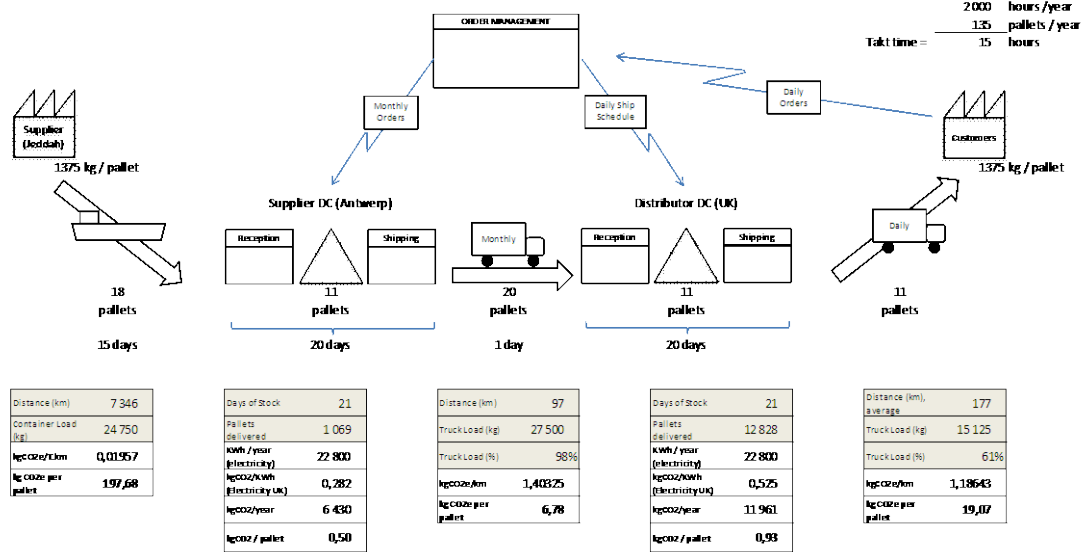 2 000 hours /year
135 pallets / year
Takt time = 15 hours
ORDER MANAGEMENT
Monthly
Orders
Daily Ship
Schedule
Daily
Orders
Supplier
(Jeddah)
Customers
1375 kg / pallet
1375 kg / pallet
Supplier DC (Antwerp)
Distributor DC (UK)
Reception
Shipping
Monthly
Reception
Shipping
Daily
18
pallets
11
pallets
20
pallets
11
pallets
11
pallets
15 days
20 days
1 day
20 days
Distance (km) 7 346
Container Load
(kg) 24 750
kgCO2e/t.km 0,01957
kg CO2e per
pallet 197,68
Days of Stock 21
Pallets
delivered 1 069
KWh / year
(electricity) 22 800
kgCO2/KWh
(Electricity UK) 0,282
kgCO2/year 6 430
kgCO2 / pallet 0,50
Distance (km) 97
Truck Load (kg) 27 500
Truck Load (%) 98%
kgCO2e/km 1,40325
kgCO2e per
pallet 6,78
Days of Stock 21
Pallets
delivered 12 828
KWh / year
(electricity) 22 800
kgCO2/KWh
(Electricity UK) 0,525
kgCO2/year 11 961
kgCO2 / pallet 0,93
Distance (km),
average 177
Truck Load (kg) 15 125
Truck Load (%) 61%
kgCO2e/km 1,18643
kgCO2e per
pallet 19,07